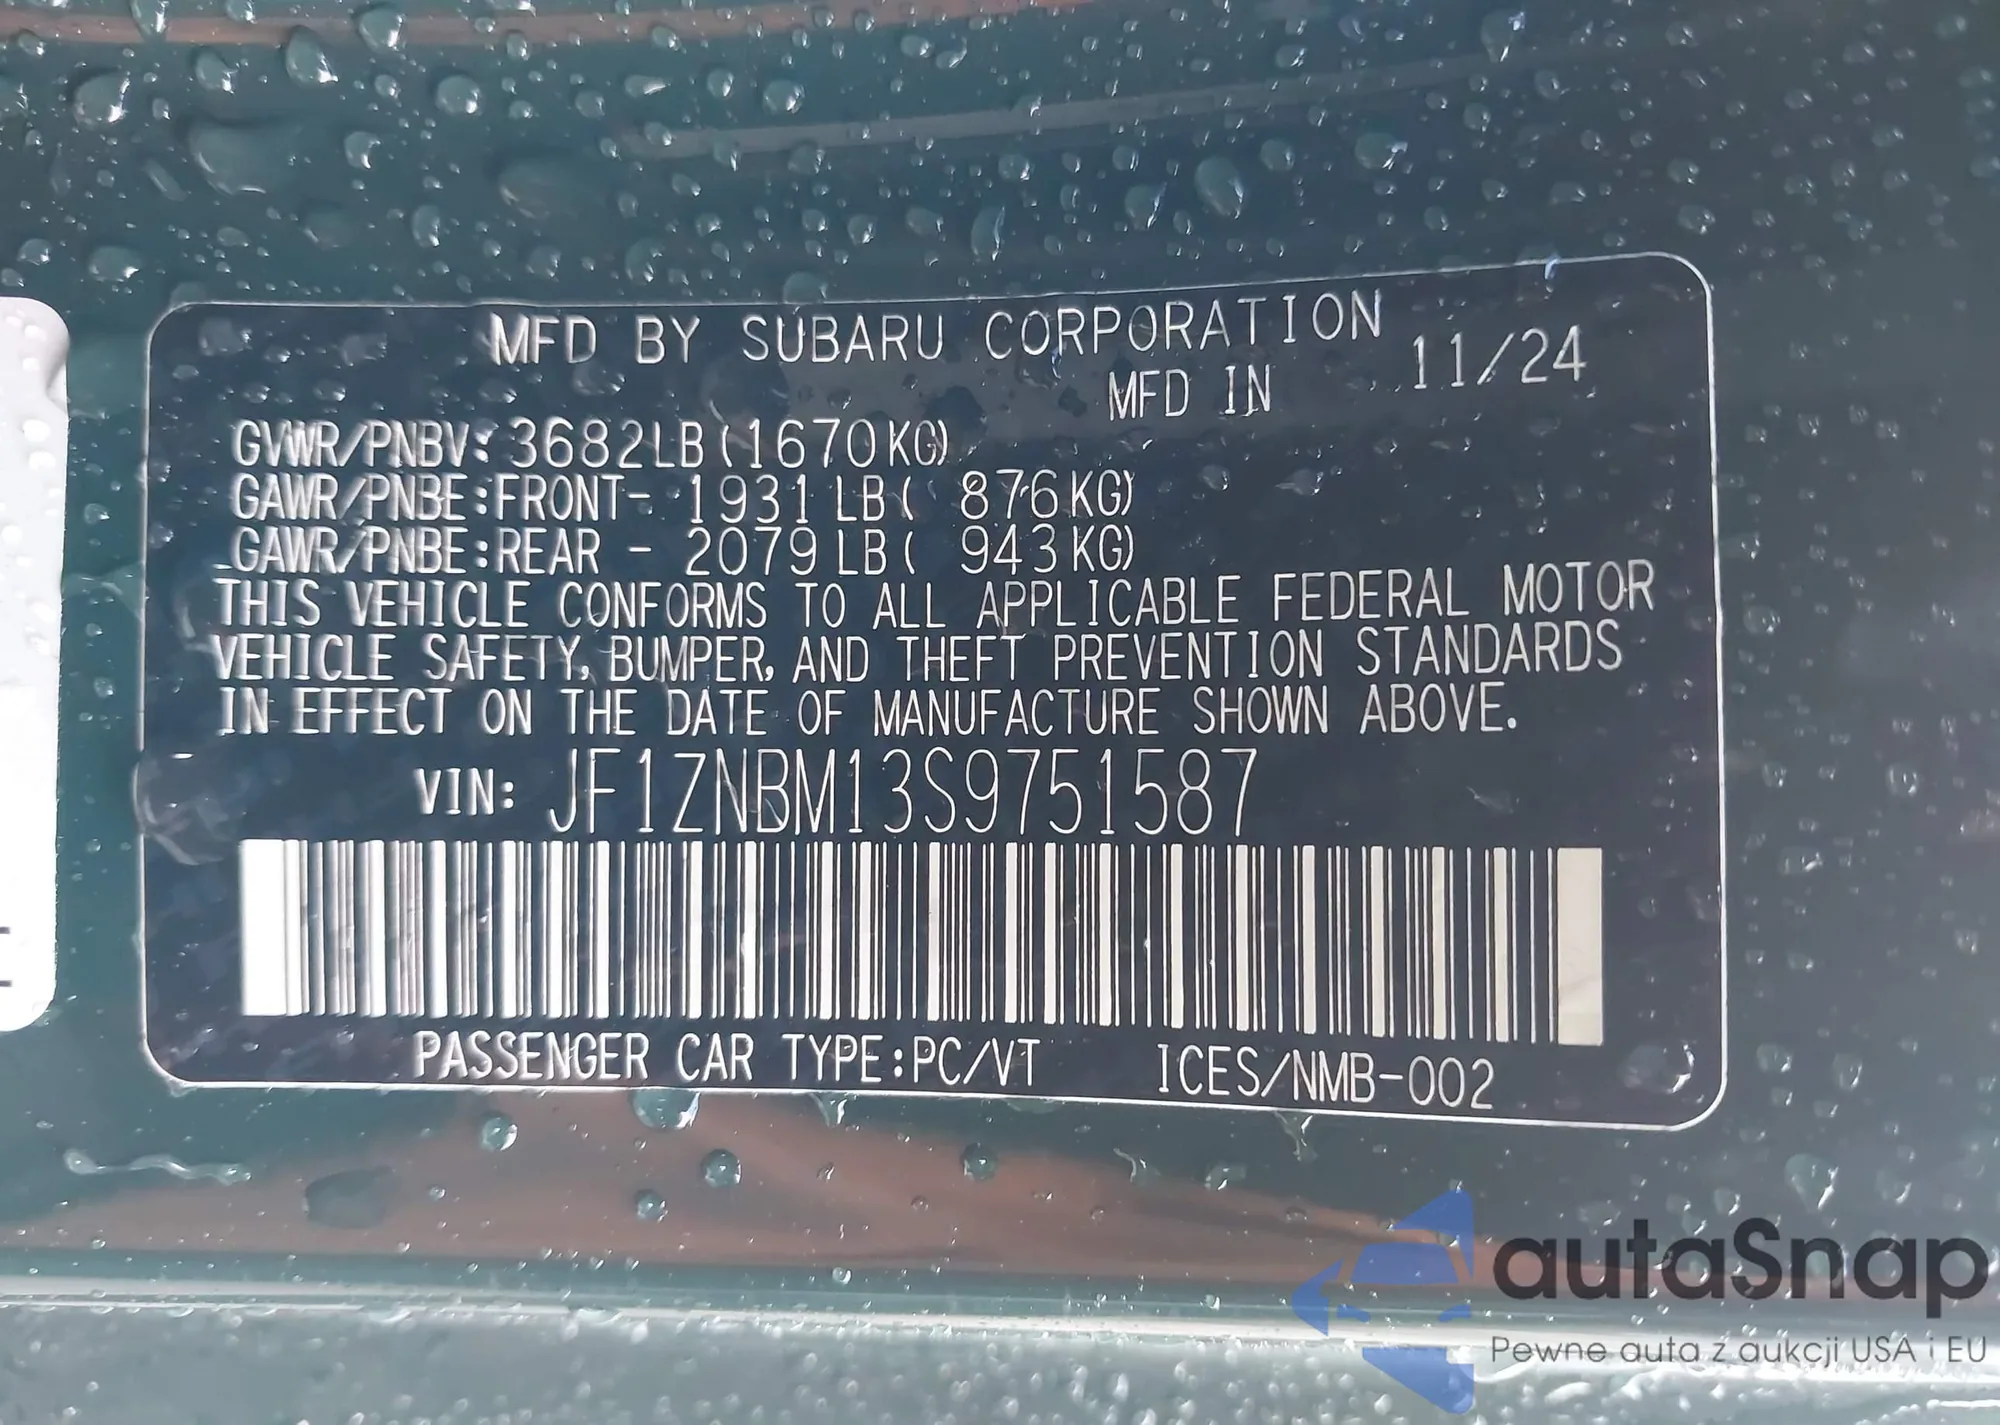 MFD BY SUBARU CORPORATION
MFD IN 11/24
GVWR/PNBV: 3682LB(1670KG)
GAWR/PNBE:FRONT- 1931LB( 876KG)
GAWR/PNBE:REAR - 2079LB( 943KG)
THIS VEHICLE CONFORMS TO ALL APPLICABLE FEDERAL MOTOR
VEHICLE SAFETY, BUMPER, AND THEFT PREVENTION STANDARDS
IN EFFECT ON THE DATE OF MANUFACTURE SHOWN ABOVE.
VIN: JF1ZNBM13S9751587
PASSENGER CAR TYPE:PC/VT ICES/NMB-002
autaSnap
Pewne auta z aukcji USA i EU